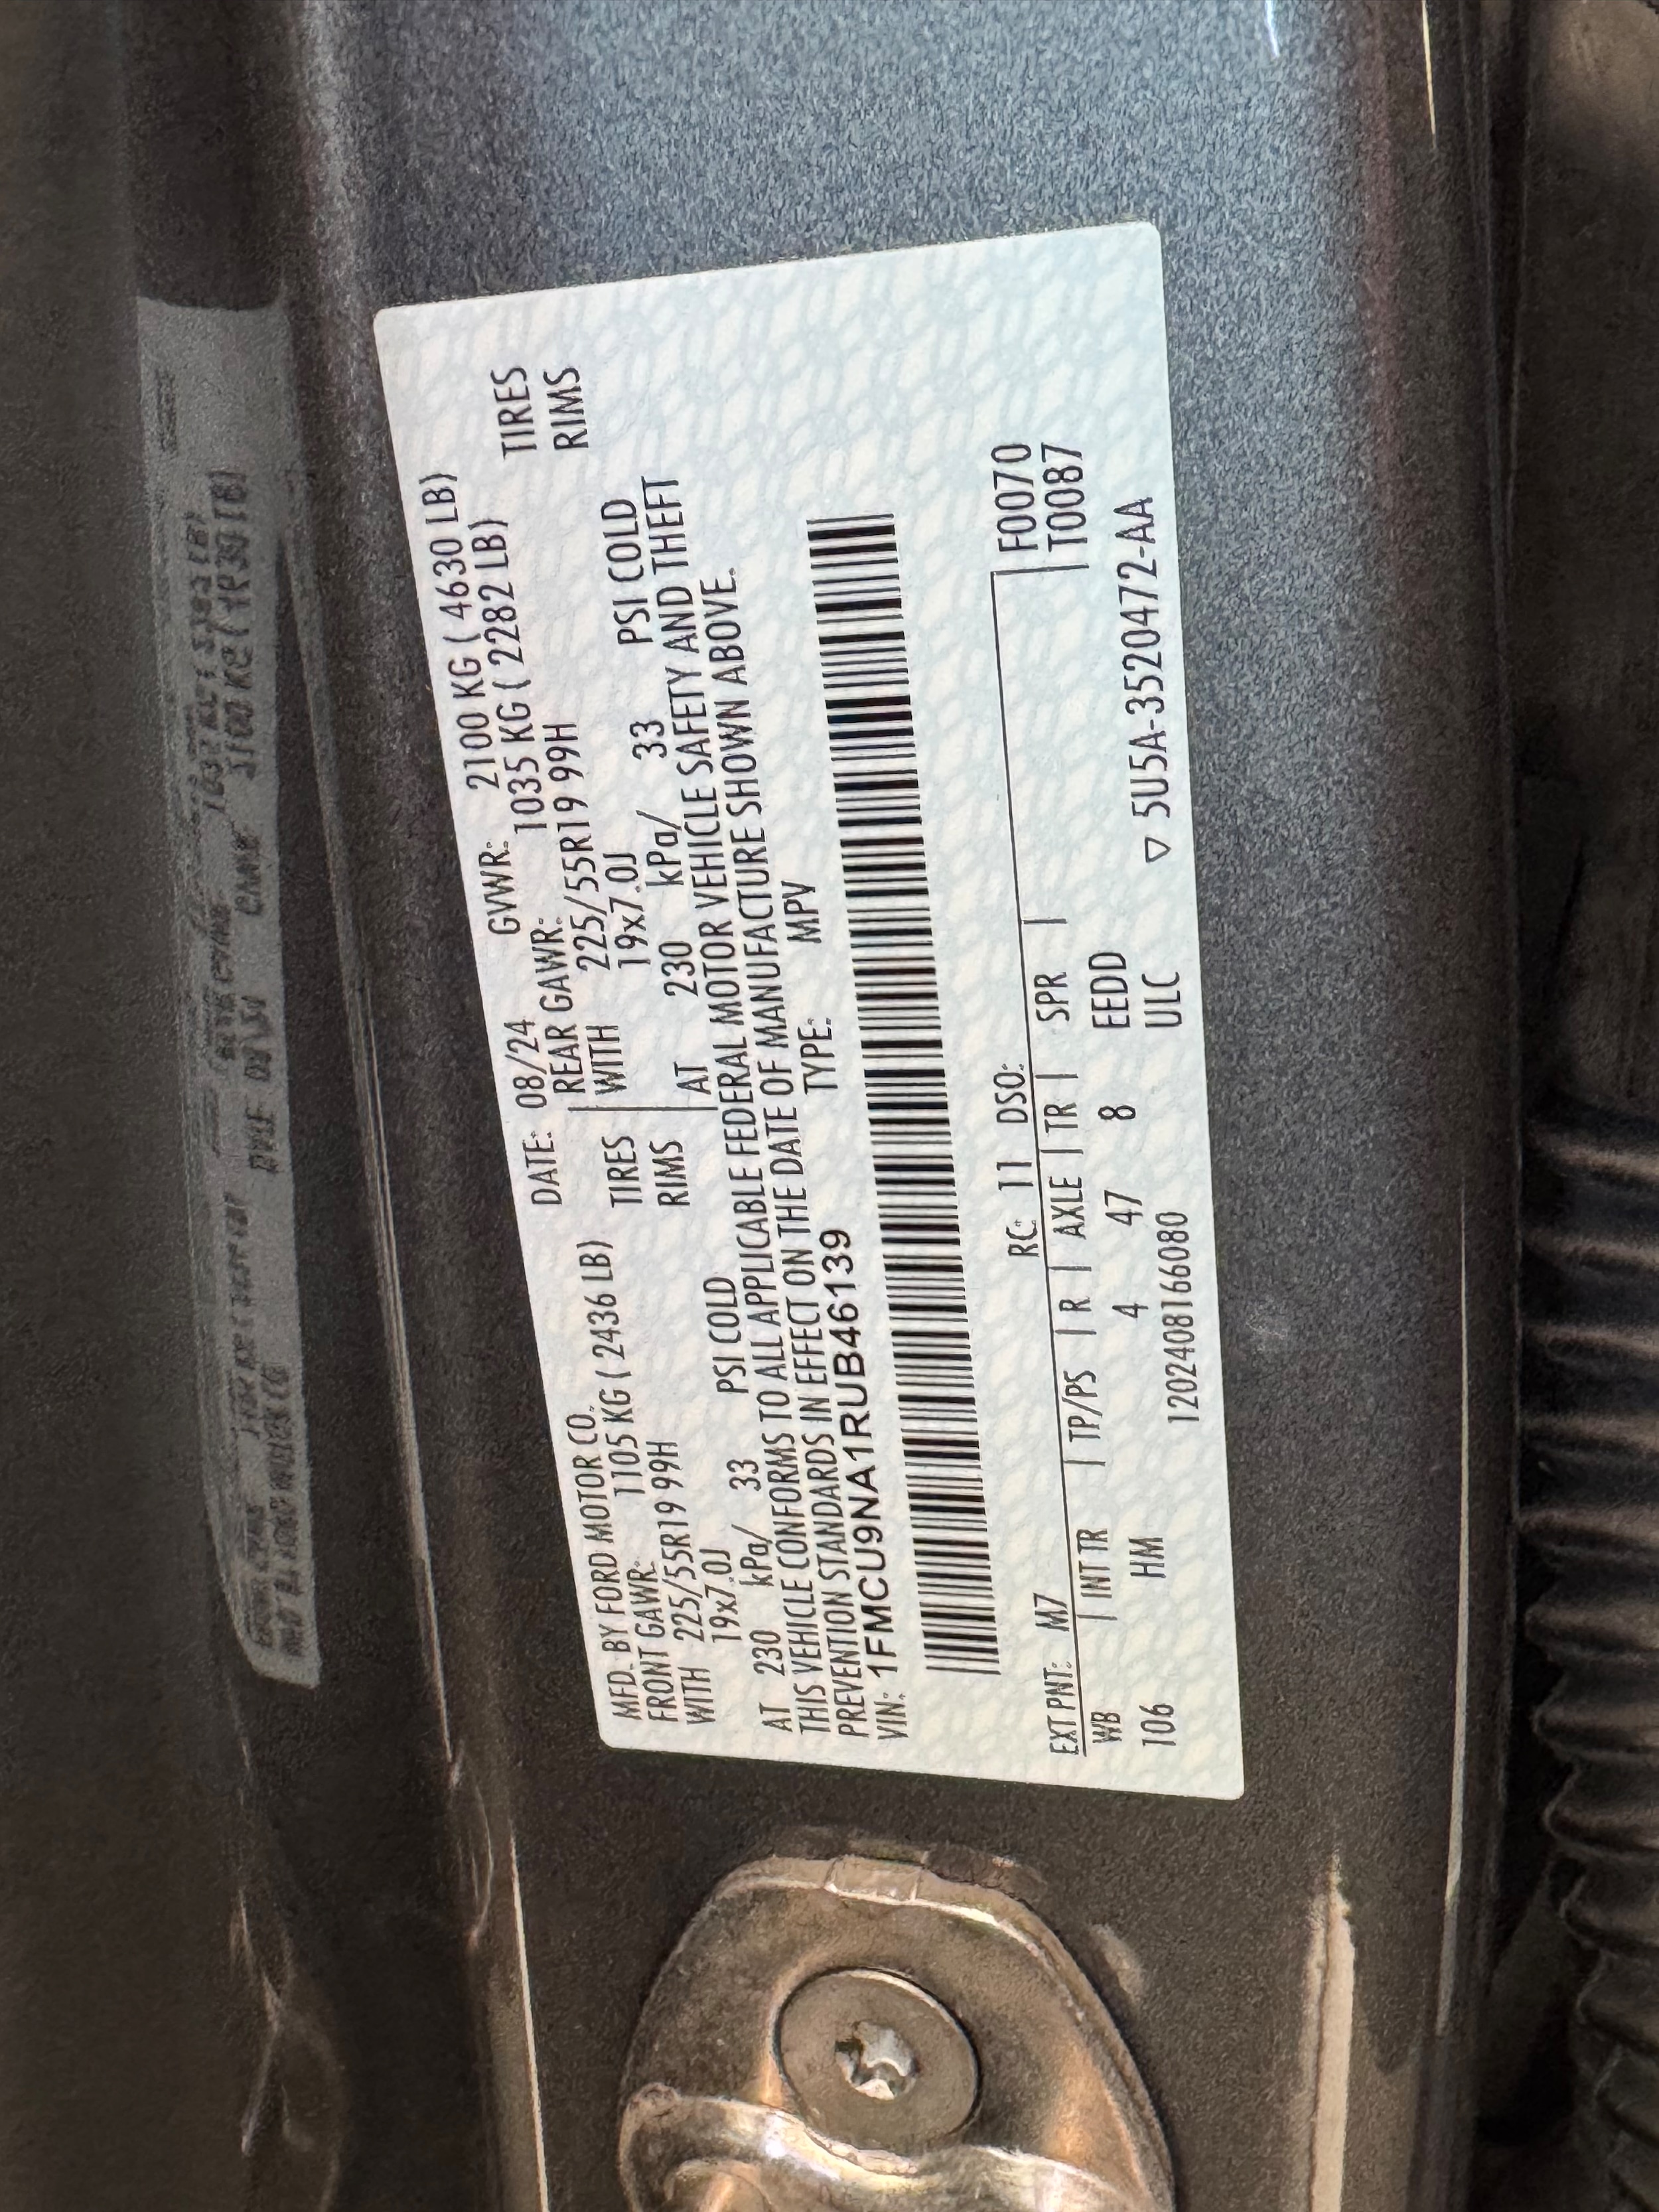 MFD. BY FORD MOTOR CO. DATE: 08/24 GVWR: 2100 KG ( 4630 LB)
FRONT GAWR: 1105 KG ( 2436 LB) REAR GAWR: 1035 KG ( 2282 LB)
WITH 225/55R19 99H TIRES WITH 225/55R19 99H TIRES
19x7.0J RIMS 19x7.0J RIMS
AT 230 kPa/ 33 PSI COLD AT 230 kPa/ 33 PSI COLD
THIS VEHICLE CONFORMS TO ALL APPLICABLE FEDERAL MOTOR VEHICLE SAFETY AND THEFT
PREVENTION STANDARDS IN EFFECT ON THE DATE OF MANUFACTURE SHOWN ABOVE.
VIN: 1FMCU9NA1RUB46139 TYPE: MPV
EXT PNT: M7 RC: 11 DSO: F0070
WB | INT TR | TP/PS | R | AXLE | TR | SPR | T0087
106 HM 4 47 8 EEDD
120240816608​0 ULC ▽ 5U5A-3520472-AA